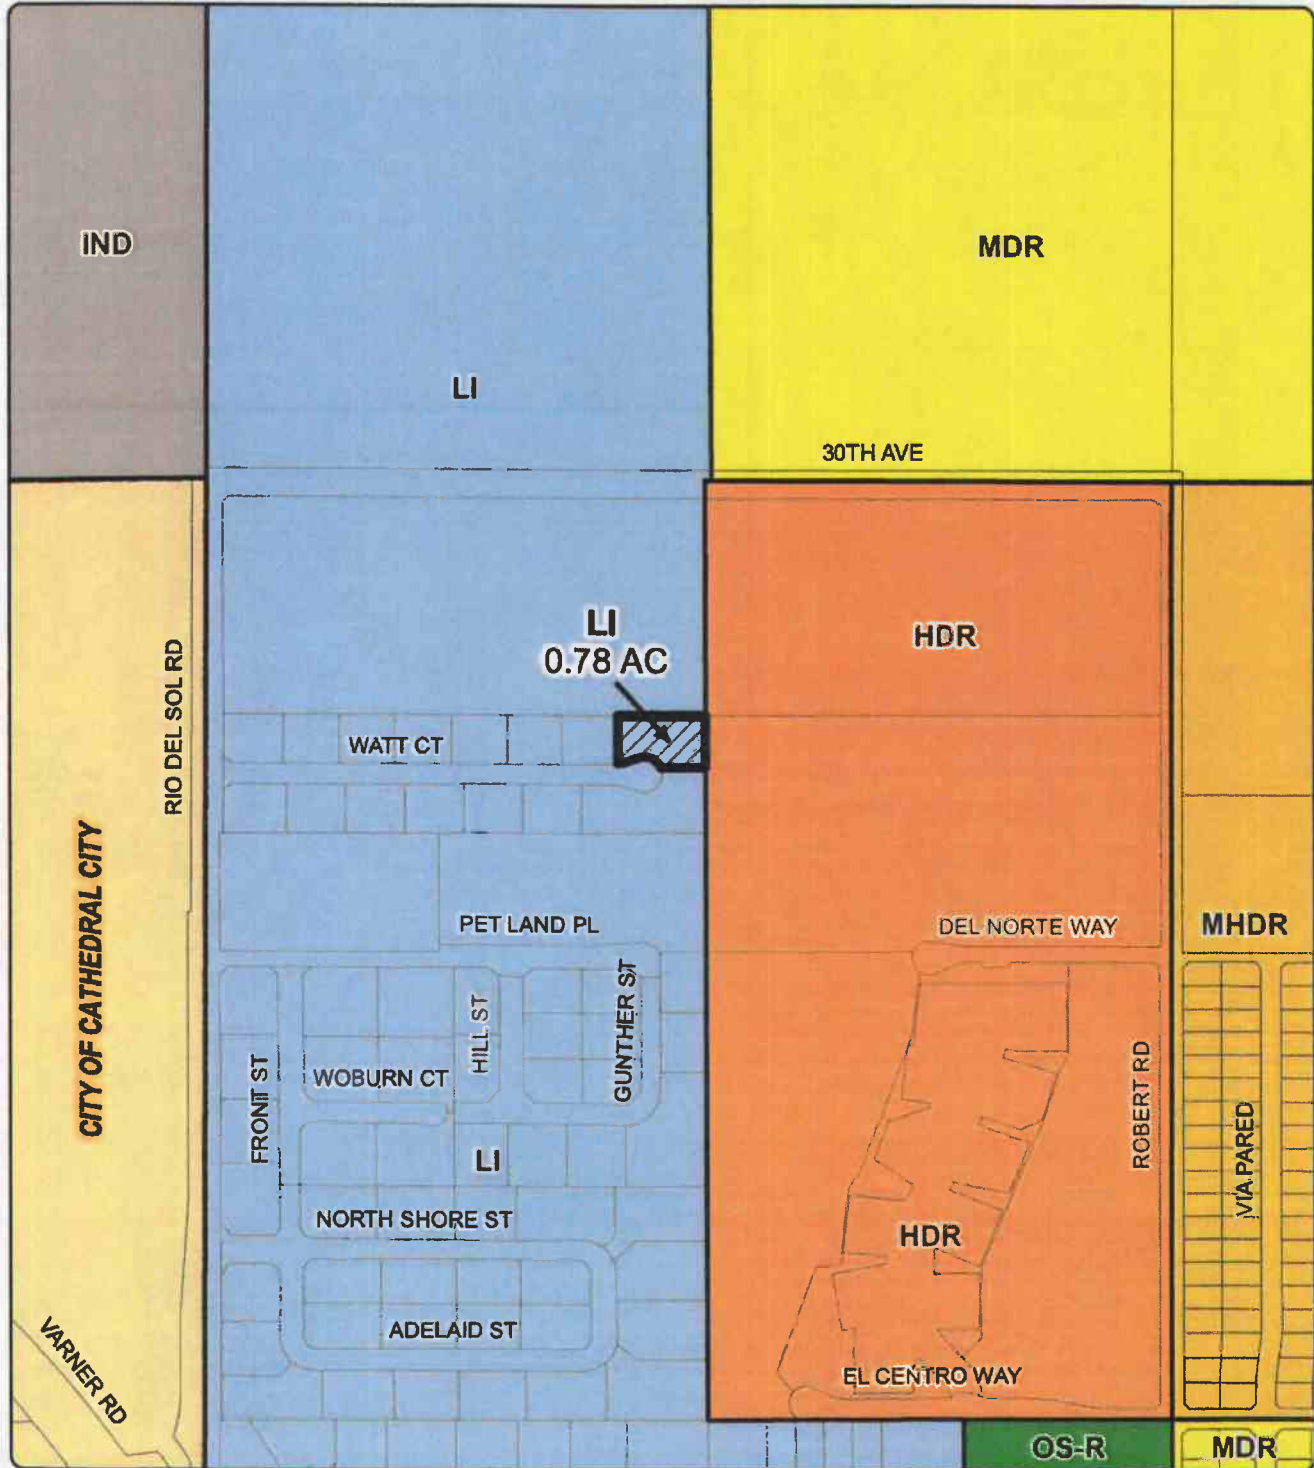 IND
MDR
LI
30TH AVE
LI
0.78 AC
HDR
RIO DEL SOL RD
WATT CT
CITY OF CATHEDRAL CITY
PET LAND PL
DEL NORTE WAY
MHDR
FRONT ST
WOBURN CT
HILL ST
GUNTHER ST
ROBERT RD
VIA PARED
LI
NORTH SHORE ST
HDR
ADELAID ST
VARNER RD
EL CENTRO WAY
OS-R
MDR